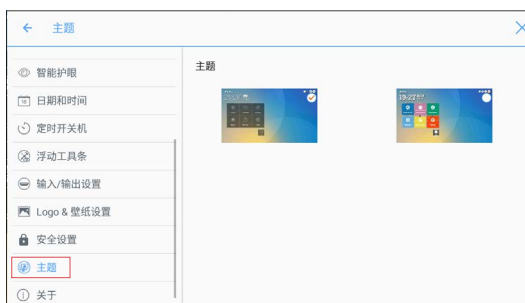 主题
智能护眼
主题
日期和时间
定时开关机
浮动工具条
输入/输出设置
Logo & 壁纸设置
安全设置
主题
关于